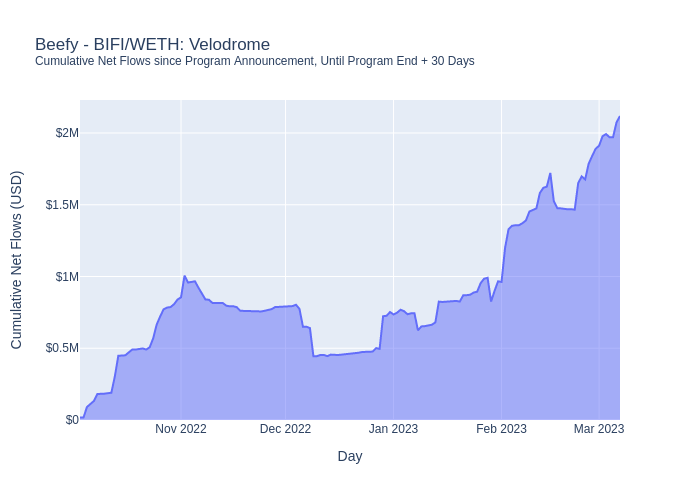 Beefy - BIFI/WETH: Velodrome
Cumulative Net Flows since Program Announcement, Until Program End + 30 Days
Cumulative Net Flows (USD)
$2M
$1.5M
$1M
$0.5M
$0
Nov 2022 Dec 2022 Jan 2023 Feb 2023 Mar 2023
Day